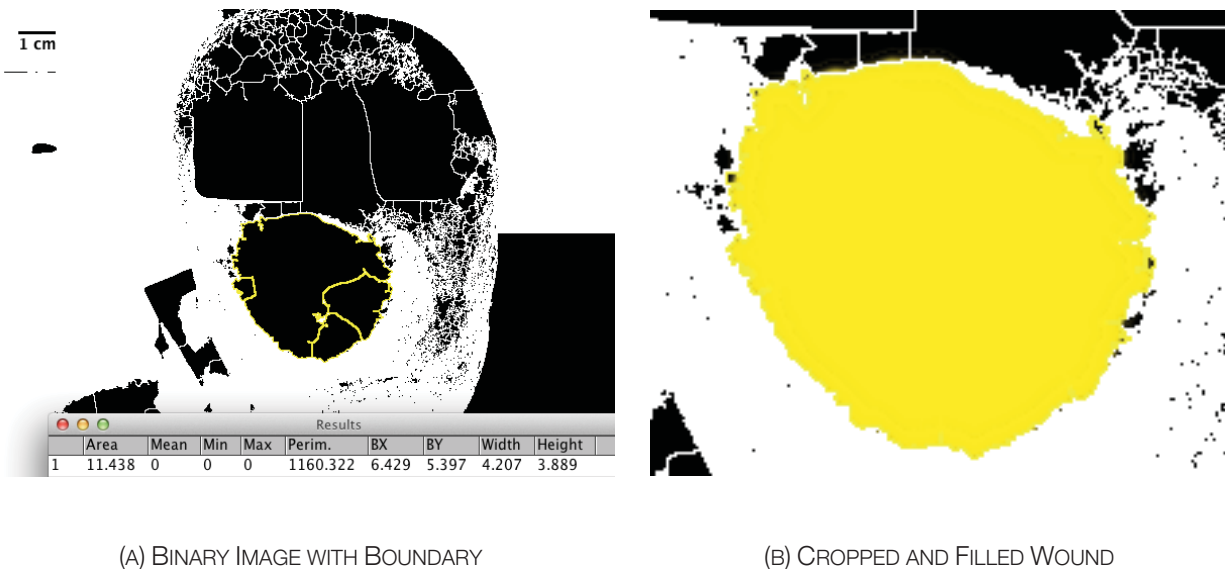 1 cm
Results
Area Mean Min Max Perim. BX BY Width Height
1 11.438 0 0 0 1160.322 6.429 5.397 4.207 3.889
(A) BINARY IMAGE WITH BOUNDARY
(B) CROPPED AND FILLED WOUND